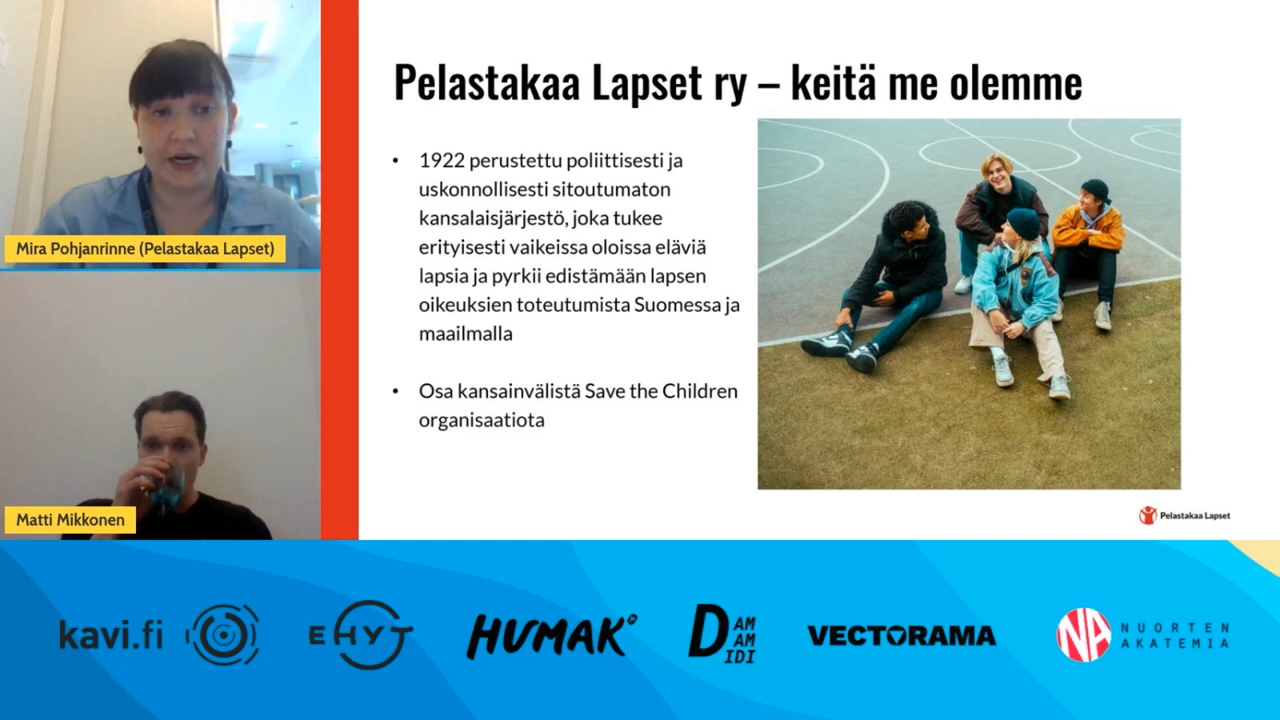 Pelastakaa Lapset ry – keitä me olemme
• 1922 perustettu poliittisesti ja
uskonnollisesti sitoutumaton
kansalaisjärjestö, joka tukee
erityisesti vaikeissa oloissa eläviä
lapsia ja pyrkii edistämään lapsen
oikeuksien toteutumista Suomessa ja
maailmalla
• Osa kansainvälistä Save the Children
organisaatiota
Pelastakaa Lapset
Mira Pohjanrinne (Pelastakaa Lapset)
Matti Mikkonen
kavi.fi
EHYT
HUMAK
DAM
AM
IDI
VECTORAMA
NA NUORTEN
AKATEMIA